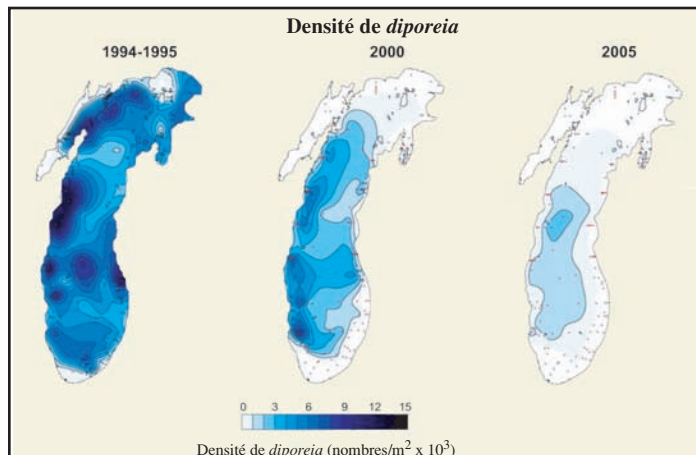 Densité de diporeia
1994-1995 2000 2005
0 3 6 9 12 15
Densité de diporeia (nombres/m² x 10³)